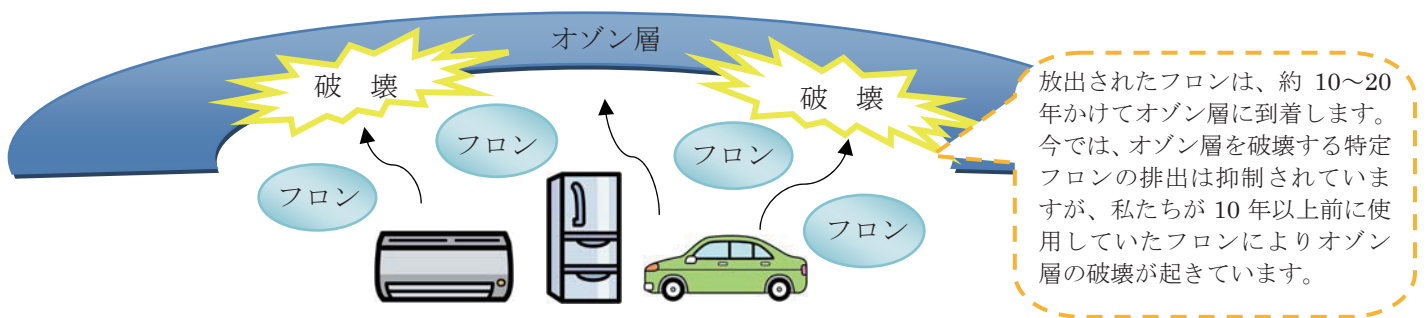 オゾン層
破 壊
破 壊
フロン
フロン
フロン
フロン
放出されたフロンは、約 10～20
年かけてオゾン層に到着します。
今では、オゾン層を破壊する特定
フロンの排出は抑制されていま
すが、私たちが 10 年以上前に使
用していたフロンによりオゾン
層の破壊が起きています。